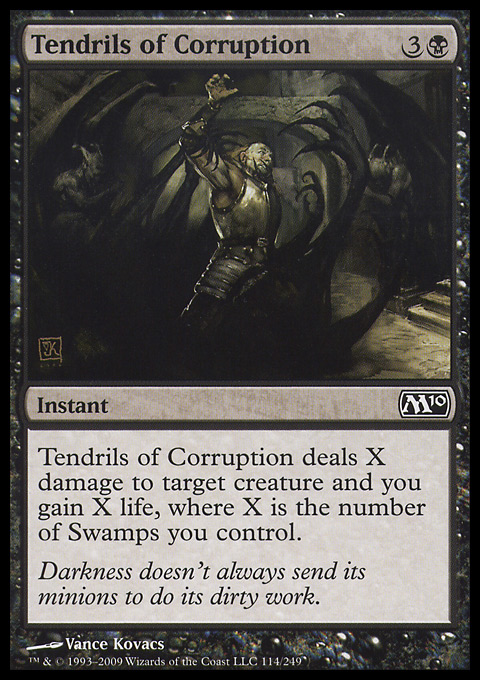 Tendrils of Corruption 3
JK
Instant M10
Tendrils of Corruption deals X
damage to target creature and you
gain X life, where X is the number
of Swamps you control.
Darkness doesn't always send its
minions to do its dirty work.
Vance Kovacs
™ & © 1993–2009 Wizards of the Coast LLC 114/249